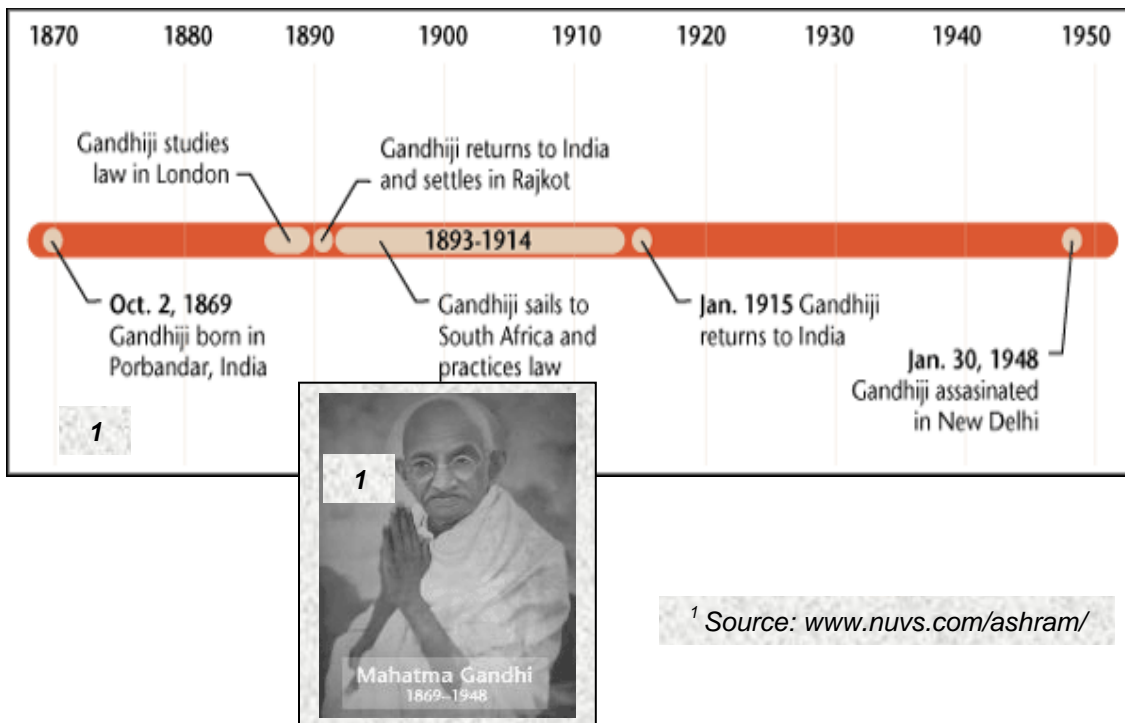 1870 1880 1890 1900 1910 1920 1930 1940 1950
Gandhiji studies
law in London
Gandhiji returns to India
and settles in Rajkot
1893-1914
Oct. 2, 1869
Gandhiji born in
Porbandar, India
Gandhiji sails to
South Africa and
practices law
Jan. 1915 Gandhiji
returns to India
Jan. 30, 1948
Gandhiji assasinated
in New Delhi
1
1
Mahatma Gandhi
1869–1948
1 Source: www.nuvs.com/ashram/